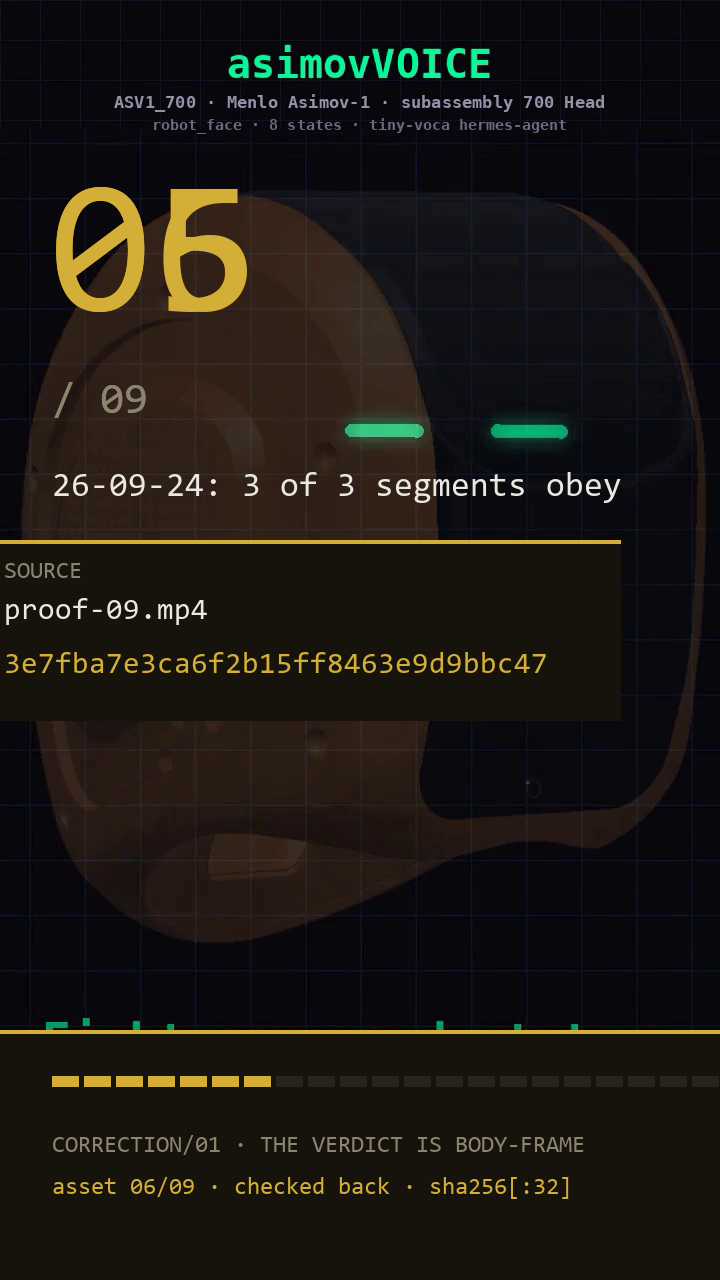 asimovVOICE
ASV1_700 · Menlo Asimov-1 · subassembly 700 Head
robot_face · 8 states · tiny-voca hermes-agent
/ 09
26-09-24: 3 of 3 segments obey
SOURCE
proof-09.mp4
3e7fba7e3ca6f2b15ff8463e9d9bbc47
CORRECTION/01 · THE VERDICT IS BODY-FRAME
asset 06/09 · checked back · sha256[:32]